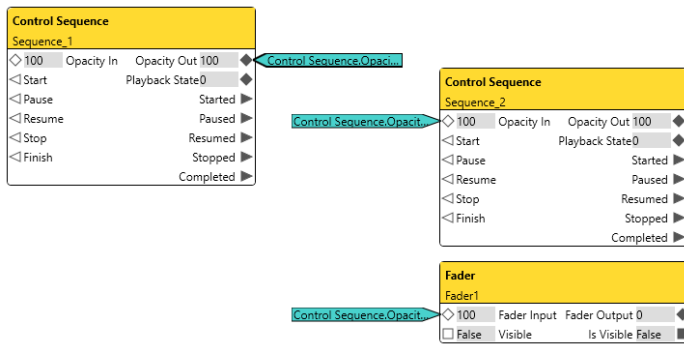 Control Sequence
Sequence_1
100 Opacity In Opacity Out 100
Control Sequence.Opaci...
Start Playback State 0
Pause Started
Resume Paused
Stop Resumed
Finish Stopped
Completed
Control Sequence
Sequence_2
Control Sequence.Opacit...
100 Opacity In Opacity Out 100
Start Playback State 0
Pause Started
Resume Paused
Stop Resumed
Finish Stopped
Completed
Fader
Fader1
Control Sequence.Opacit...
100 Fader Input Fader Output 0
False Visible Is Visible False